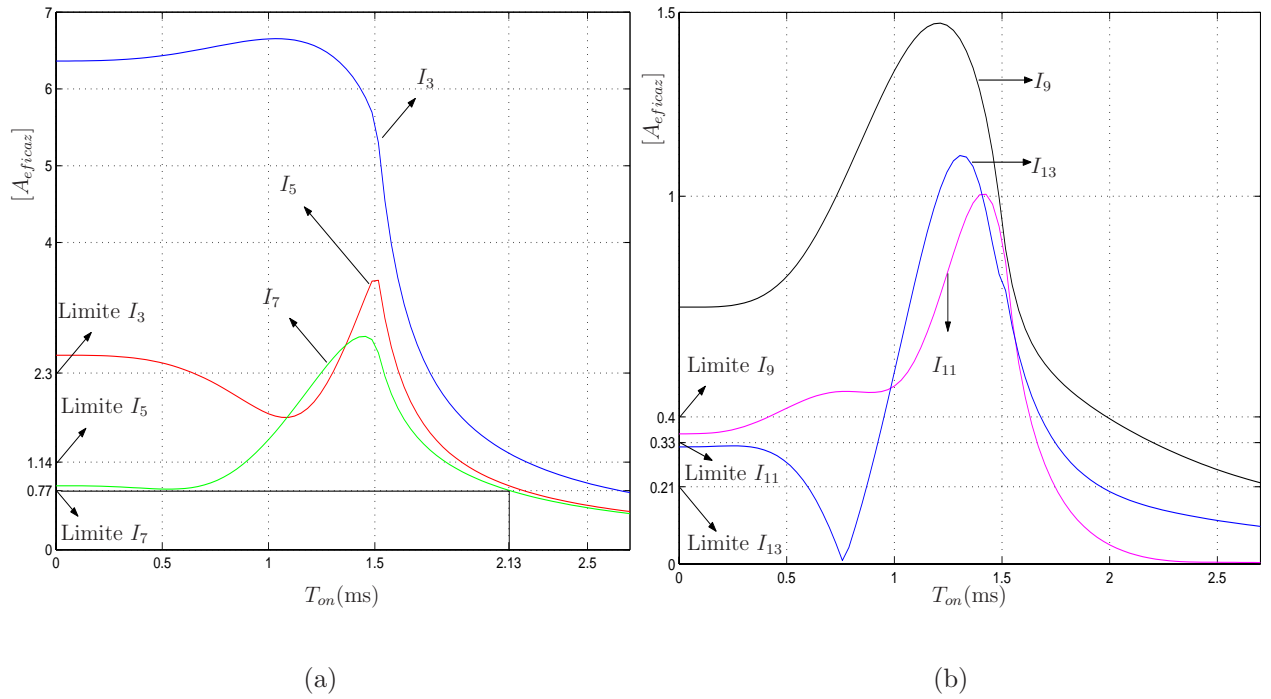 7
6
5
4
2.3
1.14
0.77
0
[A_eficaz]
Limite I_3
Limite I_5
Limite I_7
I_3
I_5
I_7
0 0.5 1 1.5 2.13 2.5
T_on(ms)
(a)
1.5
1
0.4
0.33
0.21
0
[A_eficaz]
Limite I_9
Limite I_11
Limite I_13
I_9
I_13
I_11
0 0.5 1 1.5 2 2.5
T_on(ms)
(b)